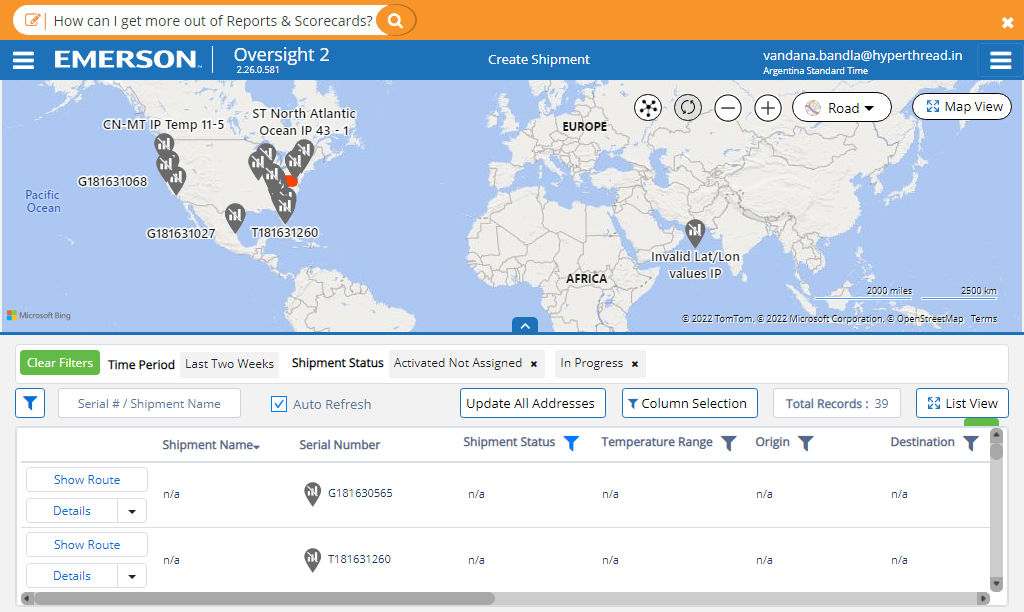 How can I get more out of Reports & Scorecards?
EMERSON
Oversight 2
2.26.0.581
Create Shipment
vandana.bandla@hyperthread.in
Argentina Standard Time
CN-MT IP Temp 11-5
ST North Atlantic
Ocean IP 43 - 1
EUROPE
Road
Map View
G181631068
Pacific
Ocean
G181631027
T181631260
Invalid Lat/Lon
values IP
AFRICA
2000 miles
2500 km
Microsoft Bing
© 2022 TomTom, © 2022 Microsoft Corporation, © OpenStreetMap Terms
Clear Filters
Time Period
Last Two Weeks
Shipment Status
Activated Not Assigned ×
In Progress ×
Serial # / Shipment Name
Auto Refresh
Update All Addresses
Column Selection
Total Records : 39
List View
Shipment Name
Serial Number
Shipment Status
Temperature Range
Origin
Destination
Show Route
Details
n/a
G181630565
n/a
n/a
n/a
n/a
Show Route
Details
n/a
T181631260
n/a
n/a
n/a
n/a